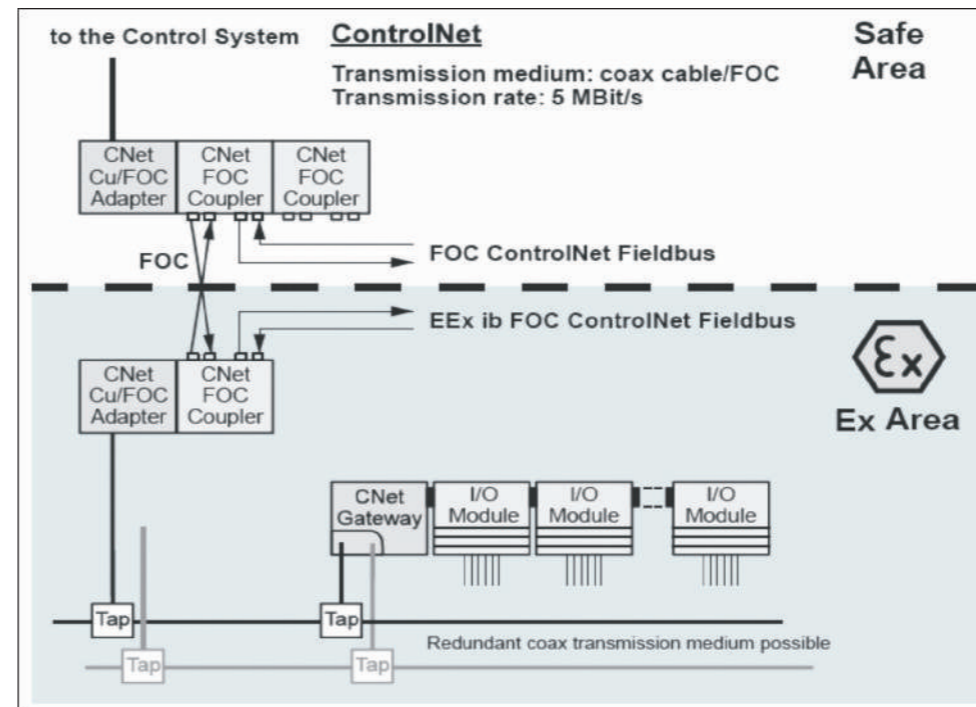 to the Control System
ControlNet
Transmission medium: coax cable/FOC
Transmission rate: 5 MBit/s
Safe
Area
CNet
Cu/FOC
Adapter
CNet
FOC
Coupler
CNet
FOC
Coupler
FOC
FOC ControlNet Fieldbus
EEx ib FOC ControlNet Fieldbus
CNet
Cu/FOC
Adapter
CNet
FOC
Coupler
Ex
Ex Area
CNet
Gateway
I/O
Module
I/O
Module
I/O
Module
Tap
Tap
Redundant coax transmission medium possible
Tap
Tap